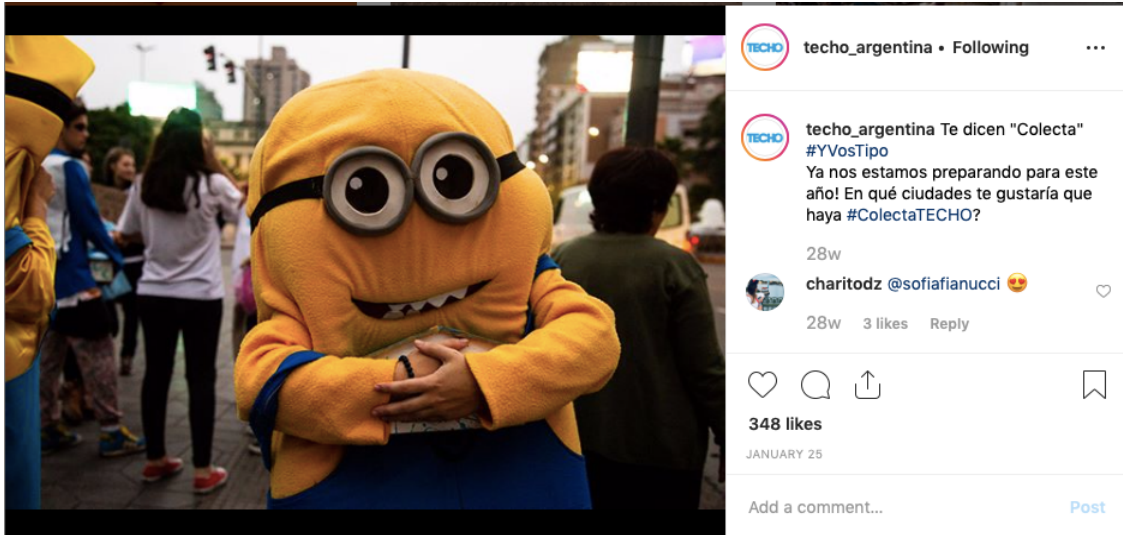 TECHO
techo_argentina • Following
TECHO
techo_argentina Te dicen "Colecta"
#YVosTipo
Ya nos estamos preparando para este
año! En qué ciudades te gustaría que
haya #ColectaTECHO?
28w
charitodz @sofiafianucci 😍
28w 3 likes Reply
348 likes
JANUARY 25
Add a comment... Post